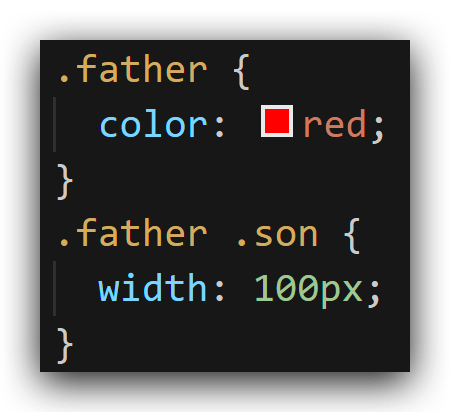 .father {
  color: red;
}
.father .son {
  width: 100px;
}